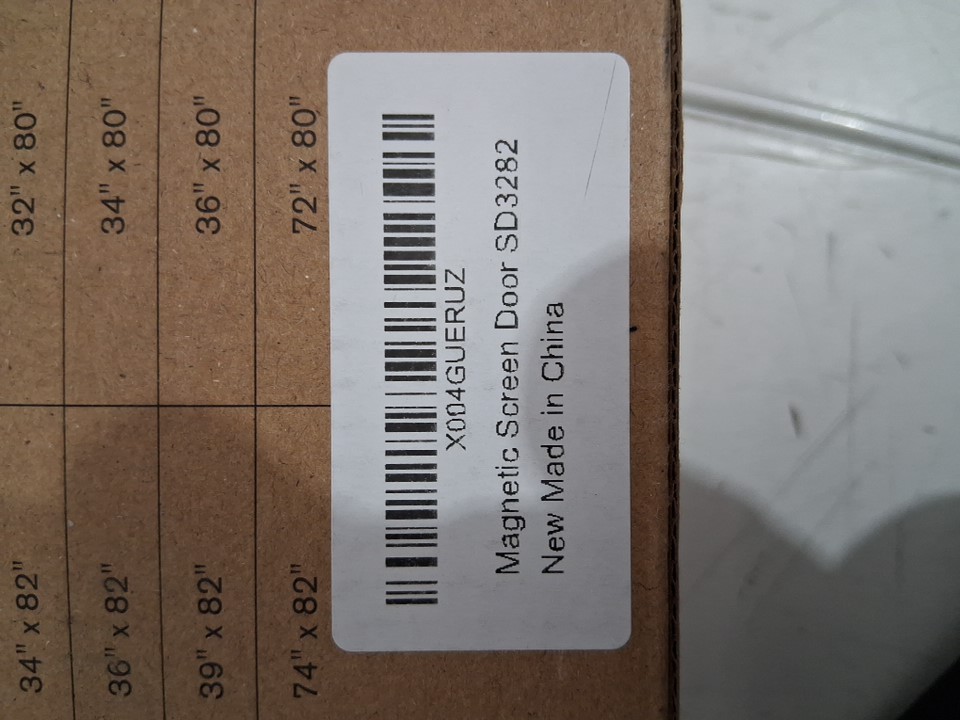 34" x 82" 32" x 80"
36" x 82" 34" x 80"
39" x 82" 36" x 80"
74" x 82" 72" x 80"
X004GUERUZ
Magnetic Screen Door SD3282
New Made in China